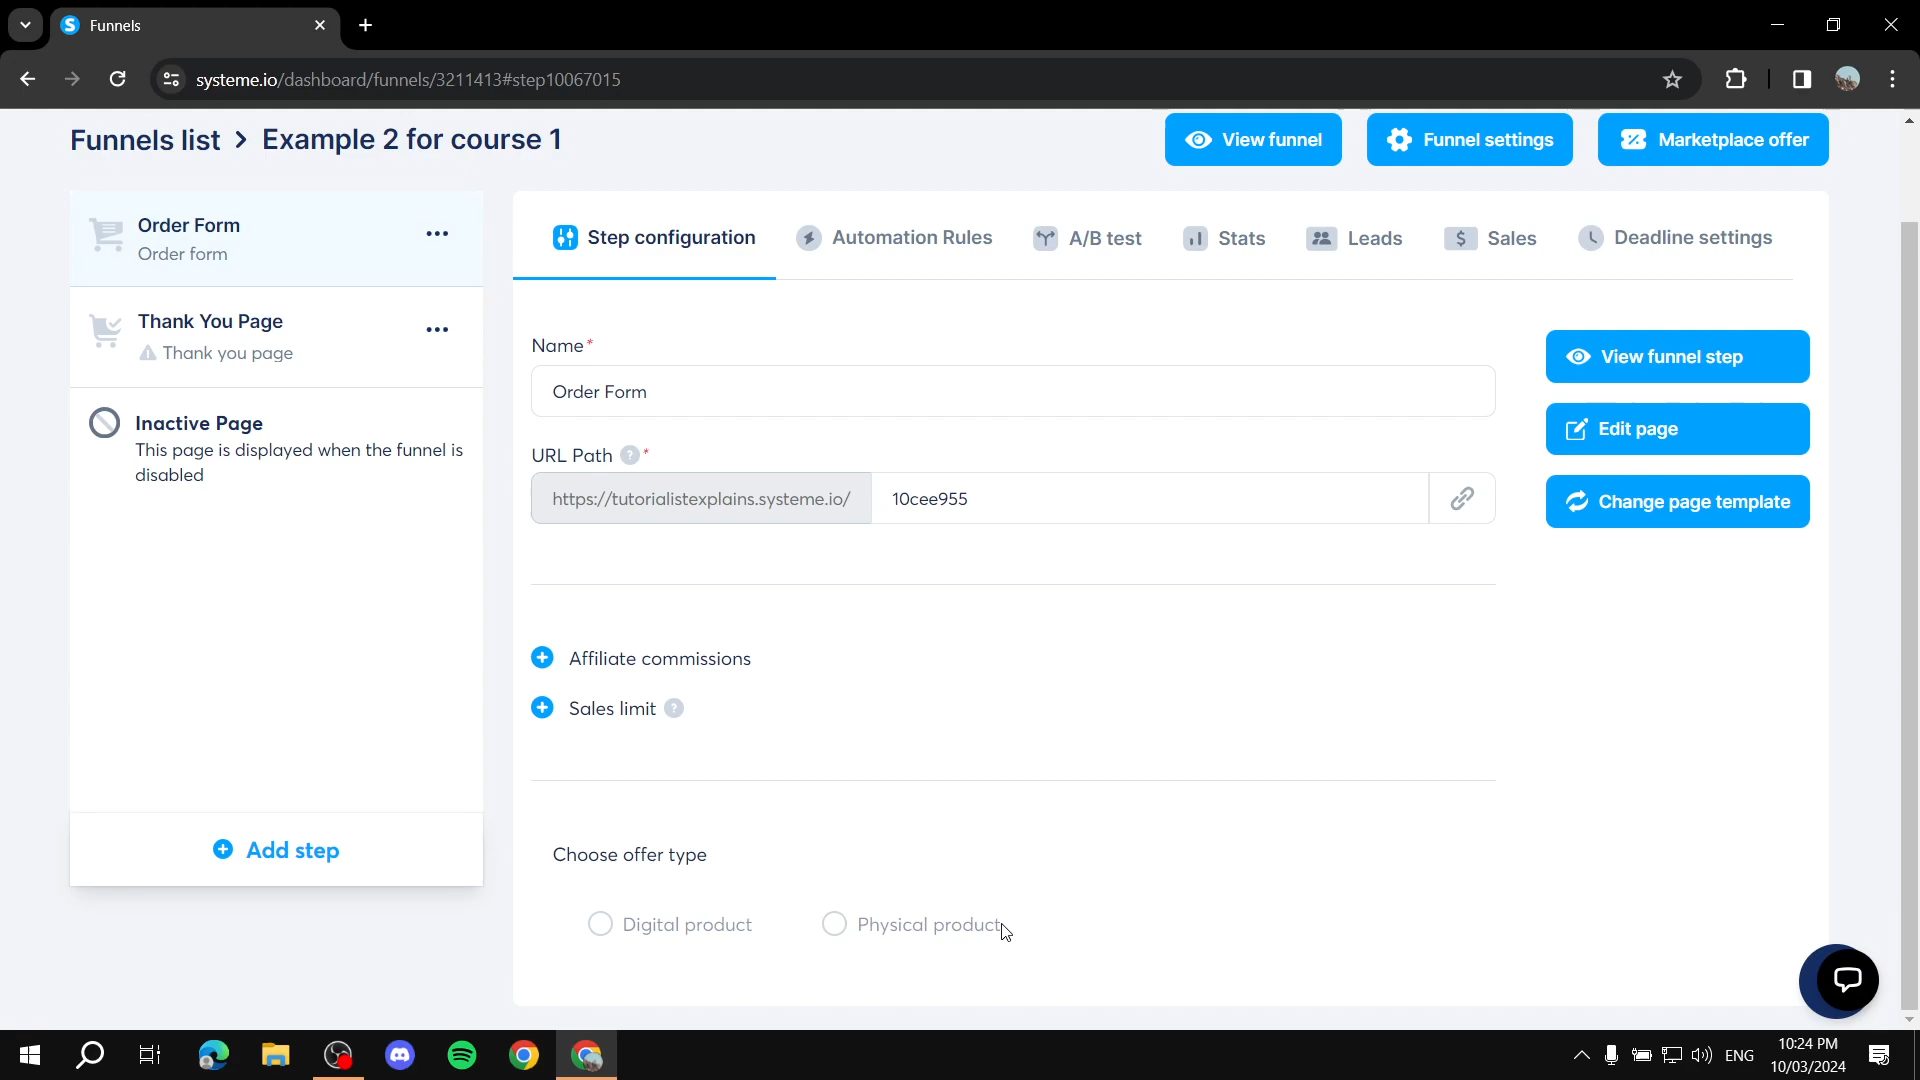 Funnels
systeme.io/dashboard/funnels/3211413#step10067015
Funnels list > Example 2 for course 1
View funnel
Funnel settings
Marketplace offer
Order Form
Order form
Thank You Page
Thank you page
Inactive Page
This page is displayed when the funnel is
disabled
Add step
Step configuration
Automation Rules
A/B test
Stats
Leads
$ Sales
Deadline settings
Name*
Order Form
URL Path ? *
https://tutorialistexplains.systeme.io/ 10cee955
View funnel step
Edit page
Change page template
Affiliate commissions
Sales limit ?
Choose offer type
Digital product
Physical product
ENG
10:24 PM
10/03/2024